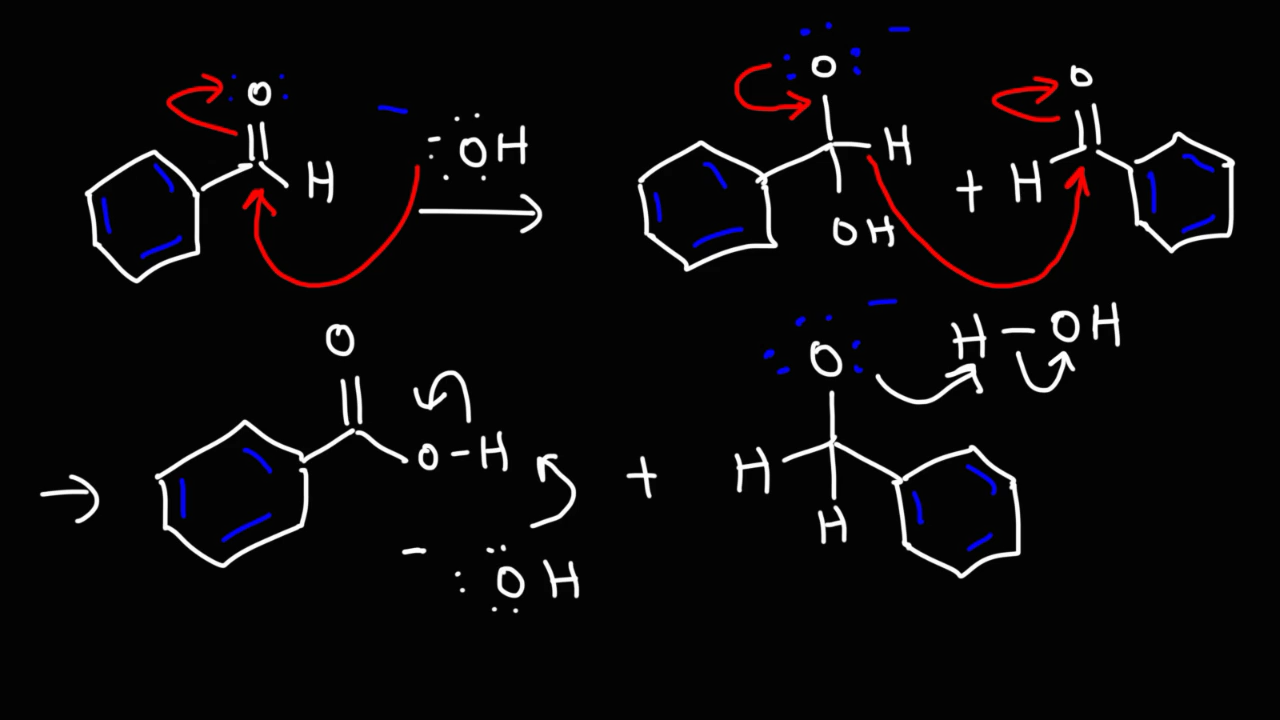 O O − O
− OH H + H
OH
O O − H − OH
O − H + H
H
− OH